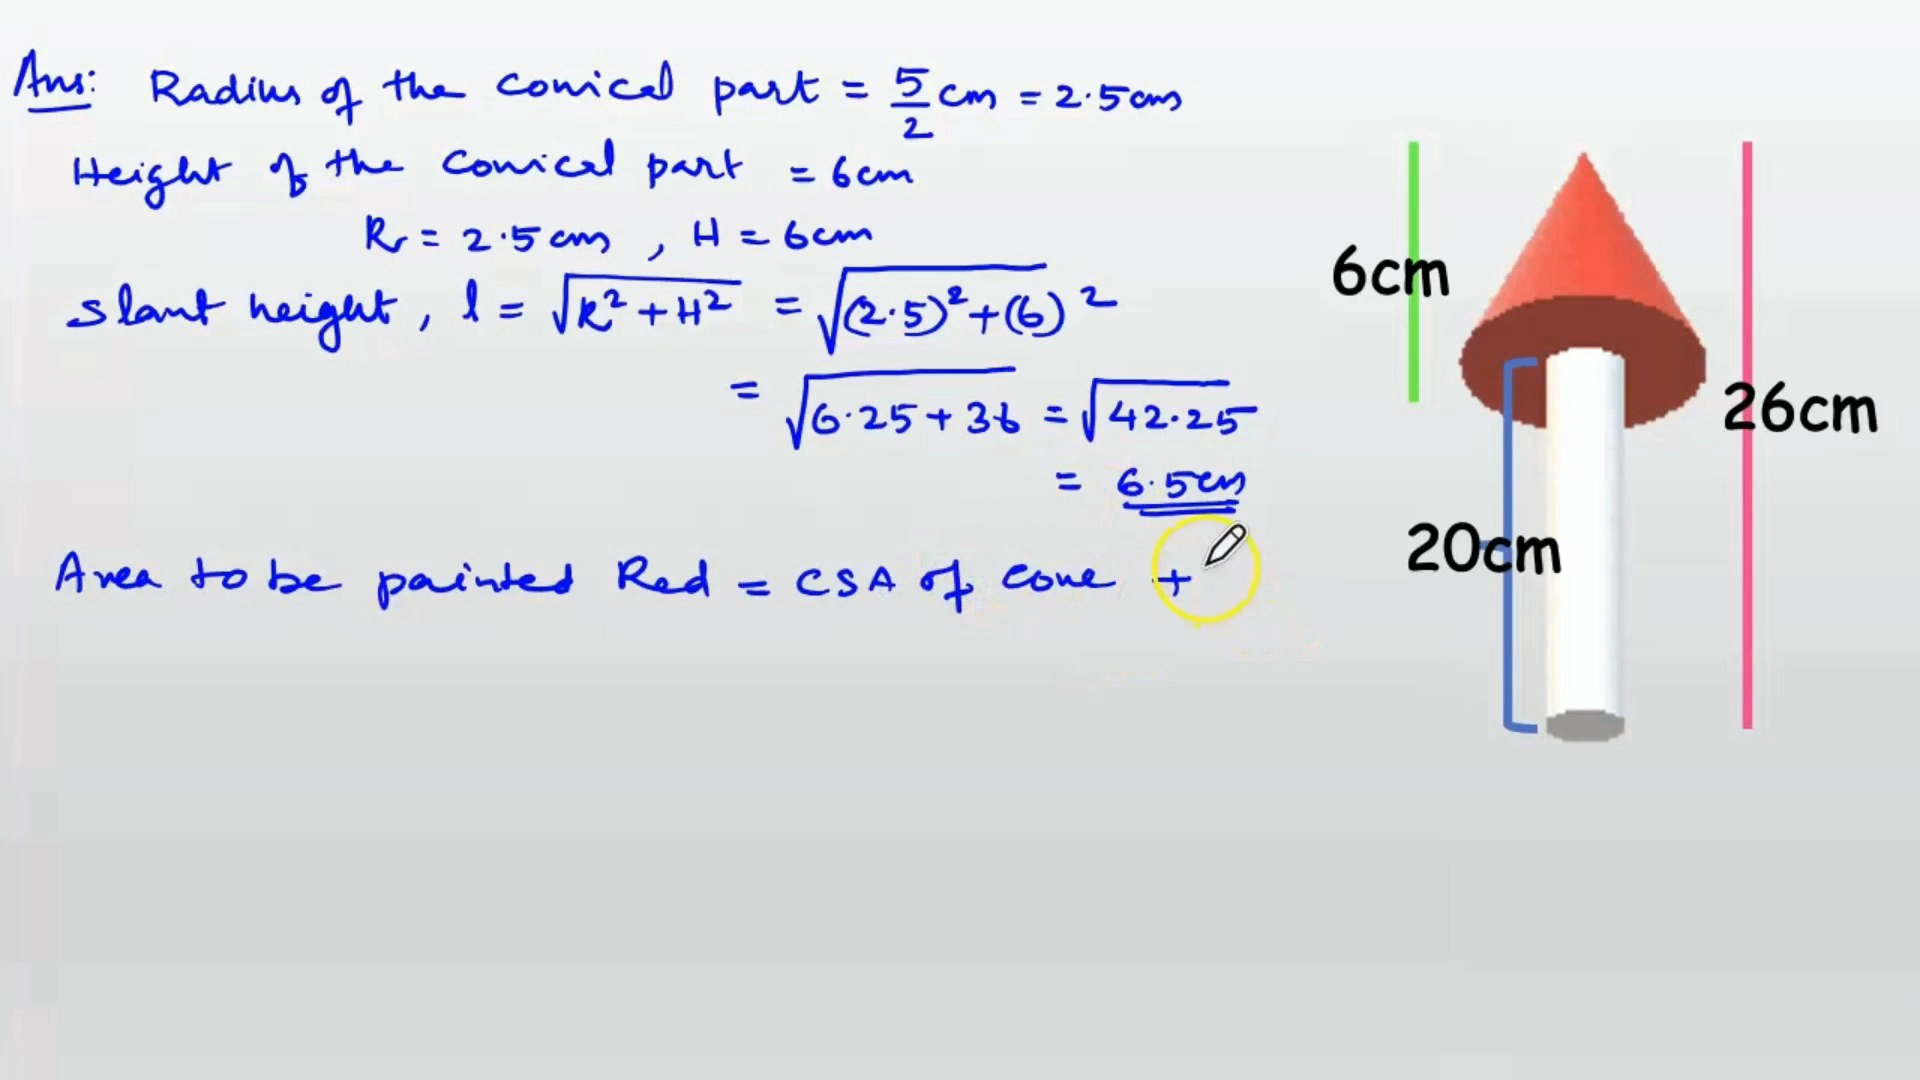 Ans: Radius of the conical part = 5/2 cm = 2.5cm
Height of the conical part = 6cm
R = 2.5cm , H = 6cm
Slant height, l = √R²+H² = √(2.5)²+(6)²
= √6.25+36 = √42.25
= 6.5cm
Area to be painted Red = CSA of cone +
6cm
26cm
20cm